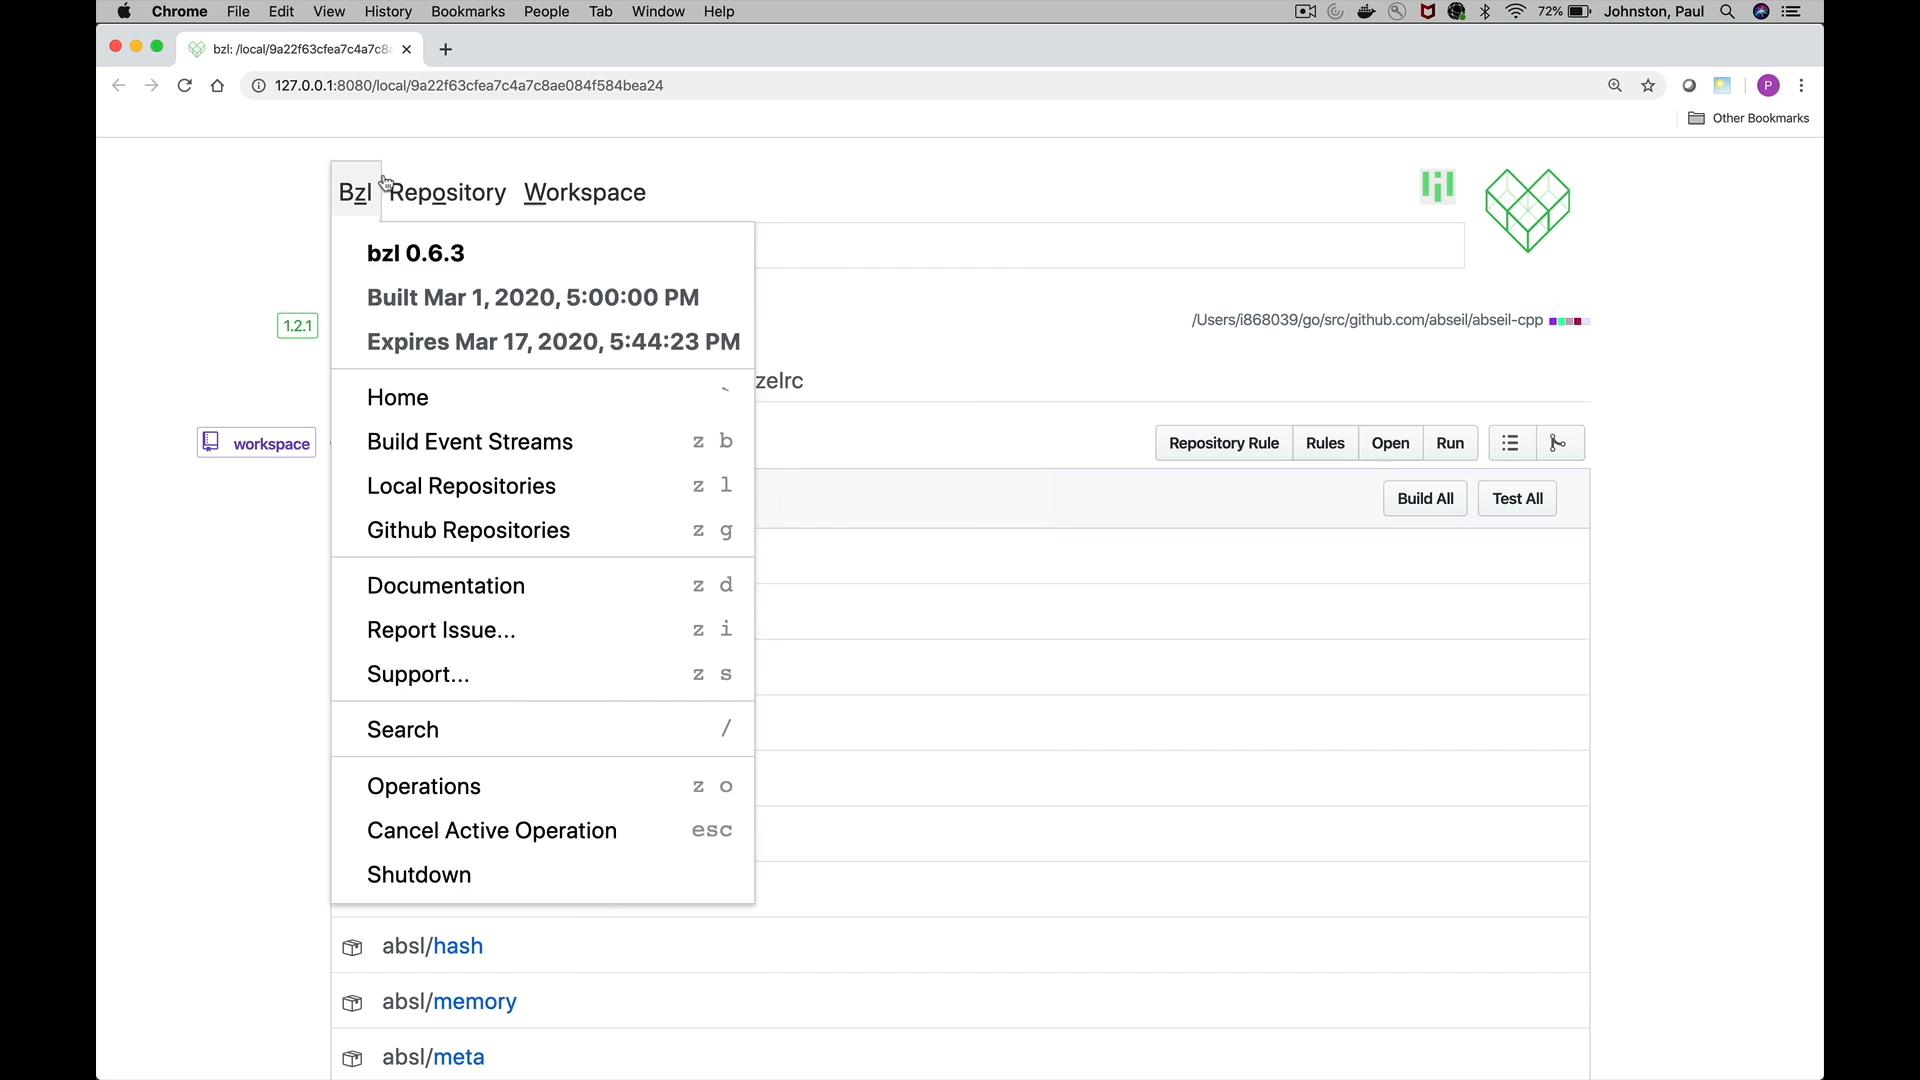 Chrome File Edit View History Bookmarks People Tab Window Help 72% Johnston, Paul
bzl: /local/9a22f63cfea7c4a7c8a
127.0.0.1:8080/local/9a22f63cfea7c4a7c8ae084f584bea24 P
Other Bookmarks
Bzl Repository Workspace
bzl 0.6.3
Built Mar 1, 2020, 5:00:00 PM
1.2.1
/Users/i868039/go/src/github.com/abseil/abseil-cpp
Expires Mar 17, 2020, 5:44:23 PM
zelrc
Home `
workspace
Build Event Streams z b
Repository Rule Rules Open Run
Local Repositories z l
Build All Test All
Github Repositories z g
Documentation z d
Report Issue... z i
Support... z s
Search /
Operations z o
Cancel Active Operation esc
Shutdown
absl/hash
absl/memory
absl/meta